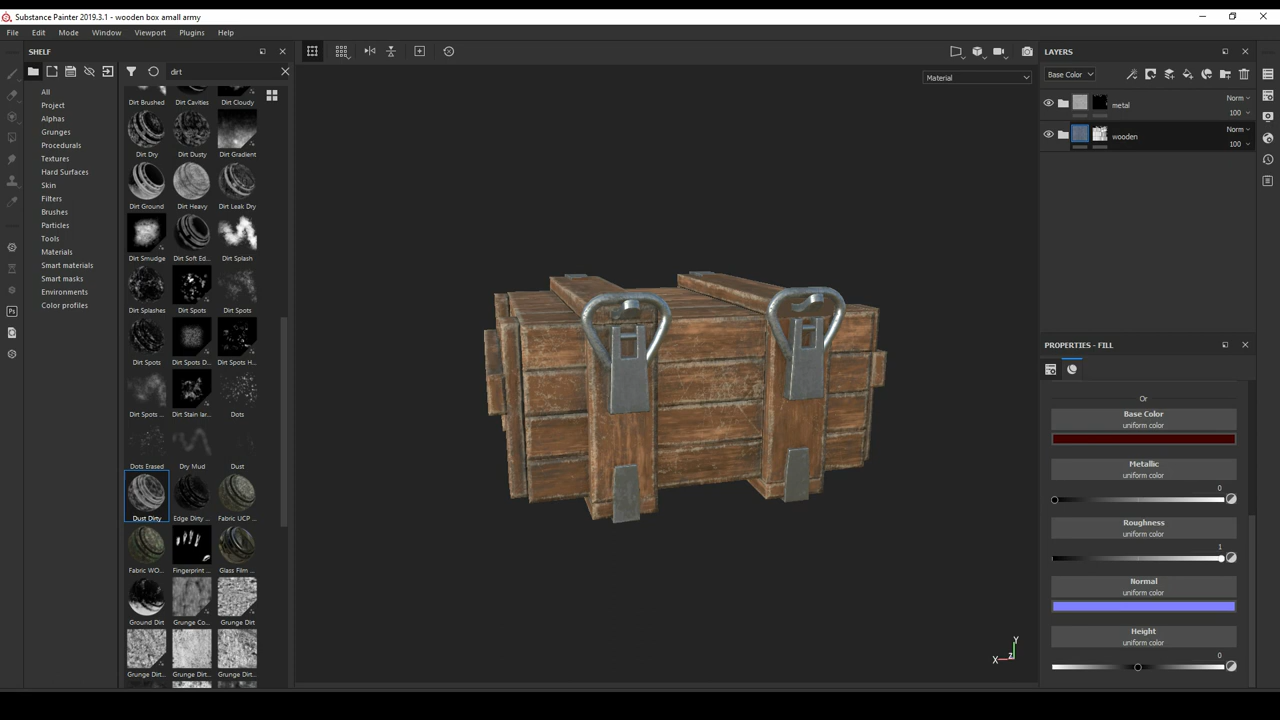 Substance Painter 2019.3.1 - wooden box amall army
File Edit Mode Window Viewport Plugins Help
SHELF
dirt
All
Project
Alphas
Grunges
Procedurals
Textures
Hard Surfaces
Skin
Filters
Brushes
Particles
Tools
Materials
Smart materials
Smart masks
Environments
Color profiles
Dirt Brushed Dirt Cavities Dirt Cloudy
Dirt Dry Dirt Dusty Dirt Gradient
Dirt Ground Dirt Heavy Dirt Leak Dry
Dirt Smudge Dirt Soft Ed... Dirt Splash
Dirt Splashes Dirt Spots Dirt Spots
Dirt Spots Dirt Spots D... Dirt Spots H...
Dirt Spots ... Dirt Stain lar... Dots
Dots Erased Dry Mud Dust
Dust Dirty Edge Dirty ... Fabric UCP ...
Fabric WO... Fingerprint ... Glass Film ...
Ground Dirt Grunge Co... Grunge Dirt
Grunge Dirt... Grunge Dirt... Grunge Dirt...
Ps
Material
Y
X Z
LAYERS
Base Color
metal Norm
100
wooden Norm
100
PROPERTIES - FILL
Or
Base Color
uniform color
Metallic
uniform color
0
Roughness
uniform color
1
Normal
uniform color
Height
uniform color
0